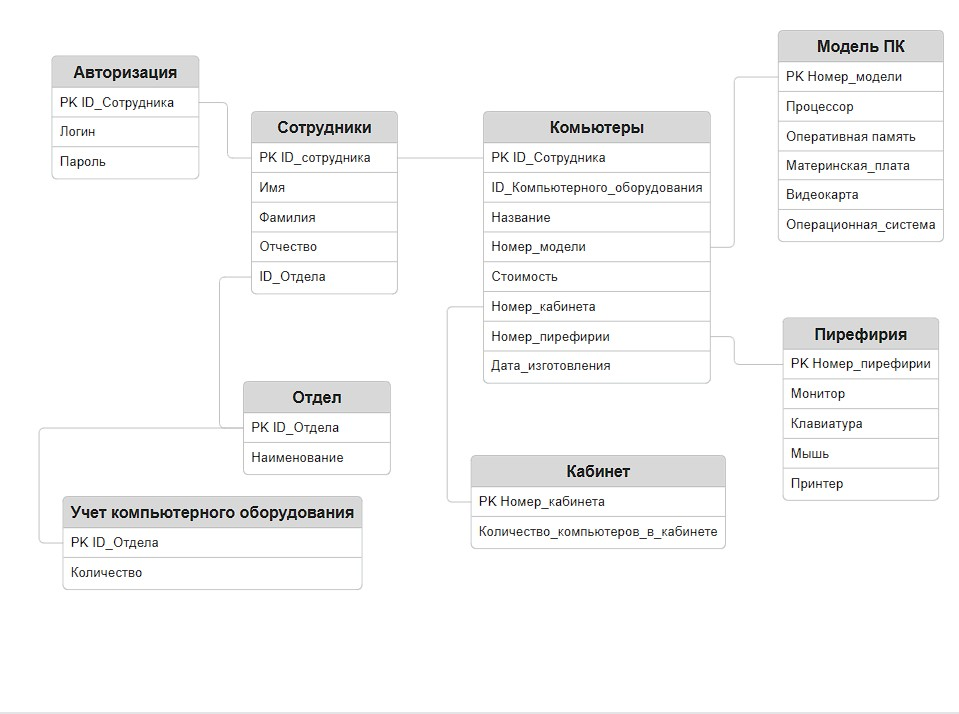 Авторизация
PK ID_Сотрудника
Логин
Пароль
Сотрудники
PK ID_сотрудника
Имя
Фамилия
Отчество
ID_Отдела
Комьютеры
PK ID_Сотрудника
ID_Компьютерного_оборудования
Название
Номер_модели
Стоимость
Номер_кабинета
Номер_пирефирии
Дата_изготовления
Модель ПК
PK Номер_модели
Процессор
Оперативная память
Материнская_плата
Видеокарта
Операционная_система
Пирефирия
PK Номер_пирефирии
Монитор
Клавиатура
Мышь
Принтер
Отдел
PK ID_Отдела
Наименование
Кабинет
PK Номер_кабинета
Количество_компьютеров_в_кабинете
Учет компьютерного оборудования
PK ID_Отдела
Количество